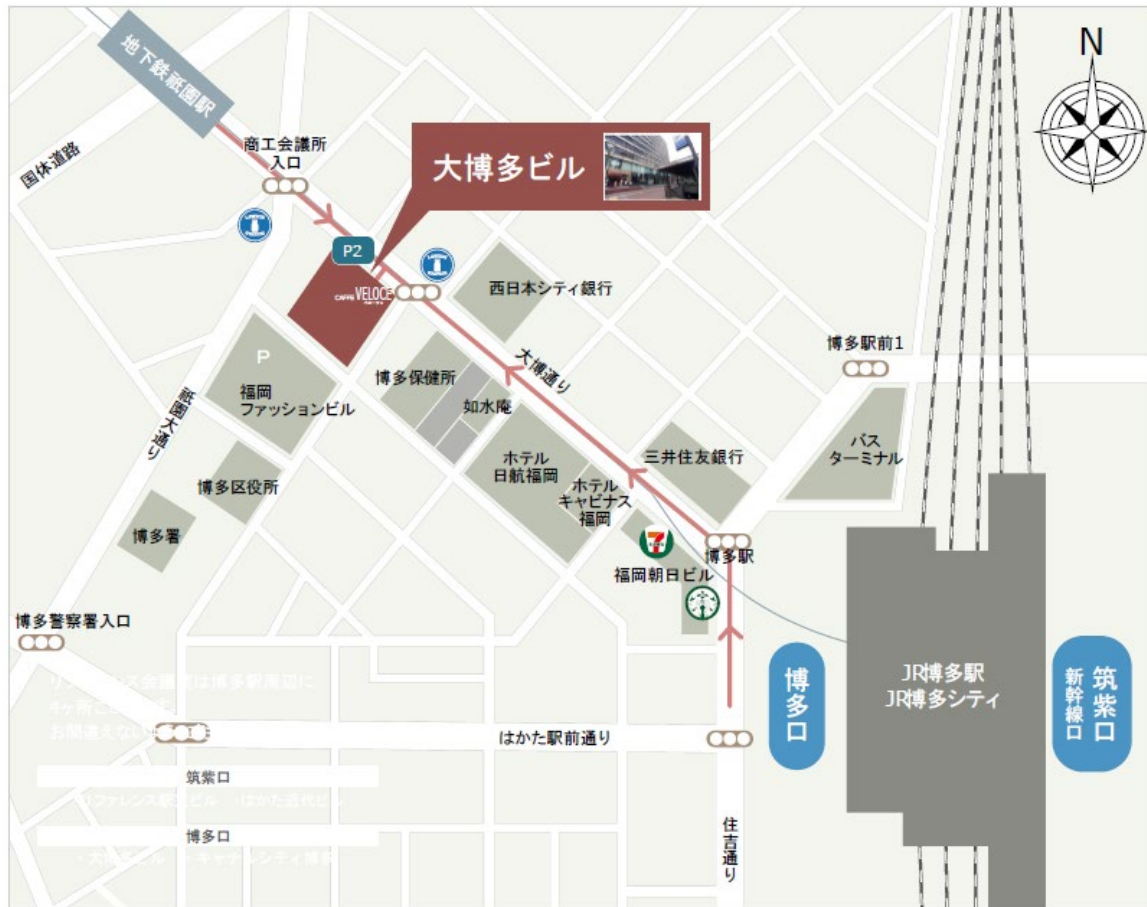 N
地下鉄祇園駅
国体道路
商工会議所
入口
大博多ビル
P2
CAFFÈ VELOCE
西日本シティ銀行
博多駅前1
大博通り
P
福岡
ファッションビル
博多保健所
如水庵
祇園大通り
ホテル
日航福岡
ホテル
キャビナス
福岡
三井住友銀行
バス
ターミナル
博多区役所
博多署
7
博多駅
福岡朝日ビル
博多警察署入口
JR博多駅
JR博多シティ
博多口
筑紫口
新幹線口
はかた駅前通り
住吉通り
筑紫口
博多口